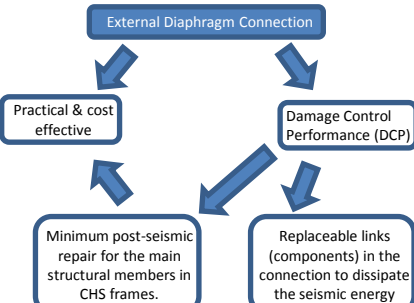 External Diaphragm Connection
Practical & cost
effective
Damage Control
Performance (DCP)
Minimum post-seismic
repair for the main
structural members in
CHS frames.
Replaceable links
(components) in the
connection to dissipate
the seismic energy